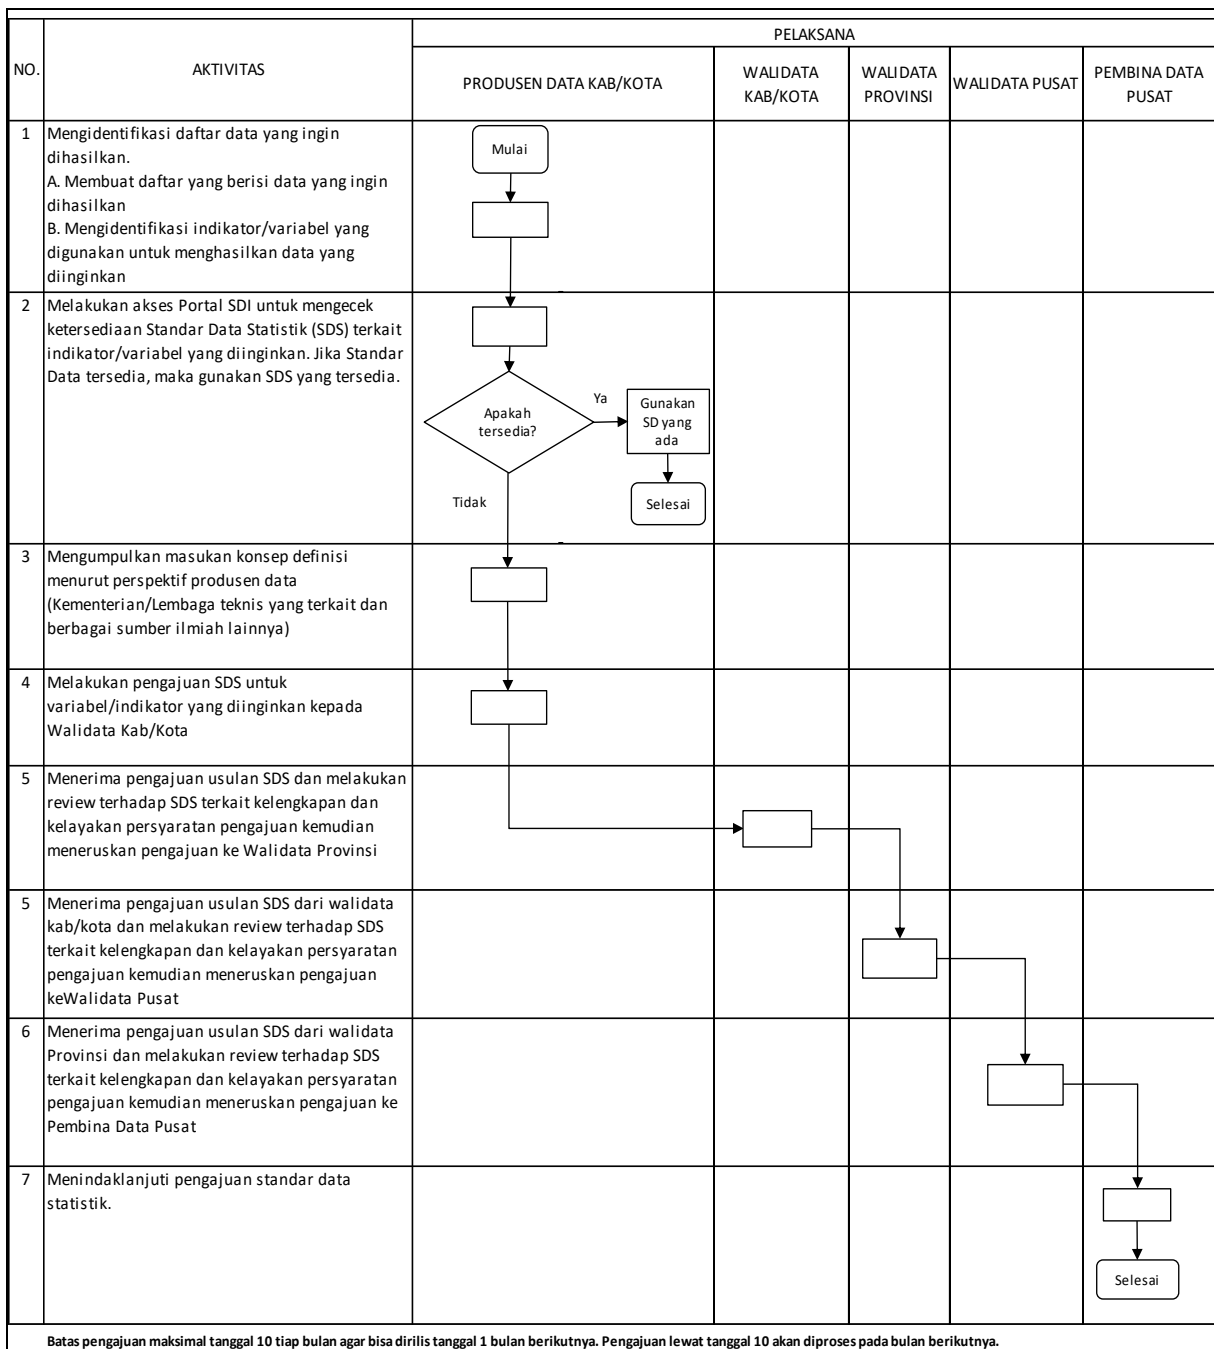 PELAKSANA
NO.
AKTIVITAS
PRODUSEN DATA KAB/KOTA
WALIDATA
KAB/KOTA
WALIDATA
PROVINSI
WALIDATA PUSAT
PEMBINA DATA
PUSAT
1
Mengidentifikasi daftar data yang ingin
dihasilkan.
A. Membuat daftar yang berisi data yang ingin
dihasilkan
B. Mengidentifikasi indikator/variabel yang
digunakan untuk menghasilkan data yang
diinginkan
Mulai
2
Melakukan akses Portal SDI untuk mengecek
ketersediaan Standar Data Statistik (SDS) terkait
indikator/variabel yang diinginkan. Jika Standar
Data tersedia, maka gunakan SDS yang tersedia.
Apakah
tersedia?
Ya
Gunakan
SD yang
ada
Tidak
Selesai
3
Mengumpulkan masukan konsep definisi
menurut perspektif produsen data
(Kementerian/Lembaga teknis yang terkait dan
berbagai sumber ilmiah lainnya)
4
Melakukan pengajuan SDS untuk
variabel/indikator yang diinginkan kepada
Walidata Kab/Kota
5
Menerima pengajuan usulan SDS dan melakukan
review terhadap SDS terkait kelengkapan dan
kelayakan persyaratan pengajuan kemudian
meneruskan pengajuan ke Walidata Provinsi
5
Menerima pengajuan usulan SDS dari walidata
kab/kota dan melakukan review terhadap SDS
terkait kelengkapan dan kelayakan persyaratan
pengajuan kemudian meneruskan pengajuan
keWalidata Pusat
6
Menerima pengajuan usulan SDS dari walidata
Provinsi dan melakukan review terhadap SDS
terkait kelengkapan dan kelayakan persyaratan
pengajuan kemudian meneruskan pengajuan ke
Pembina Data Pusat
7
Menindaklanjuti pengajuan standar data
statistik.
Selesai
Batas pengajuan maksimal tanggal 10 tiap bulan agar bisa dirilis tanggal 1 bulan berikutnya. Pengajuan lewat tanggal 10 akan diproses pada bulan berikutnya.